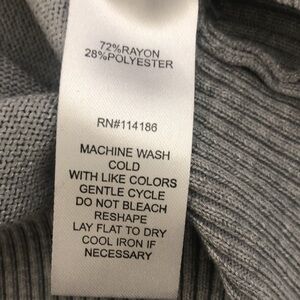 72%RAYON
28%POLYESTER
RN#114186
MACHINE WASH
COLD
WITH LIKE COLORS
GENTLE CYCLE
DO NOT BLEACH
RESHAPE
LAY FLAT TO DRY
COOL IRON IF
NECESSARY